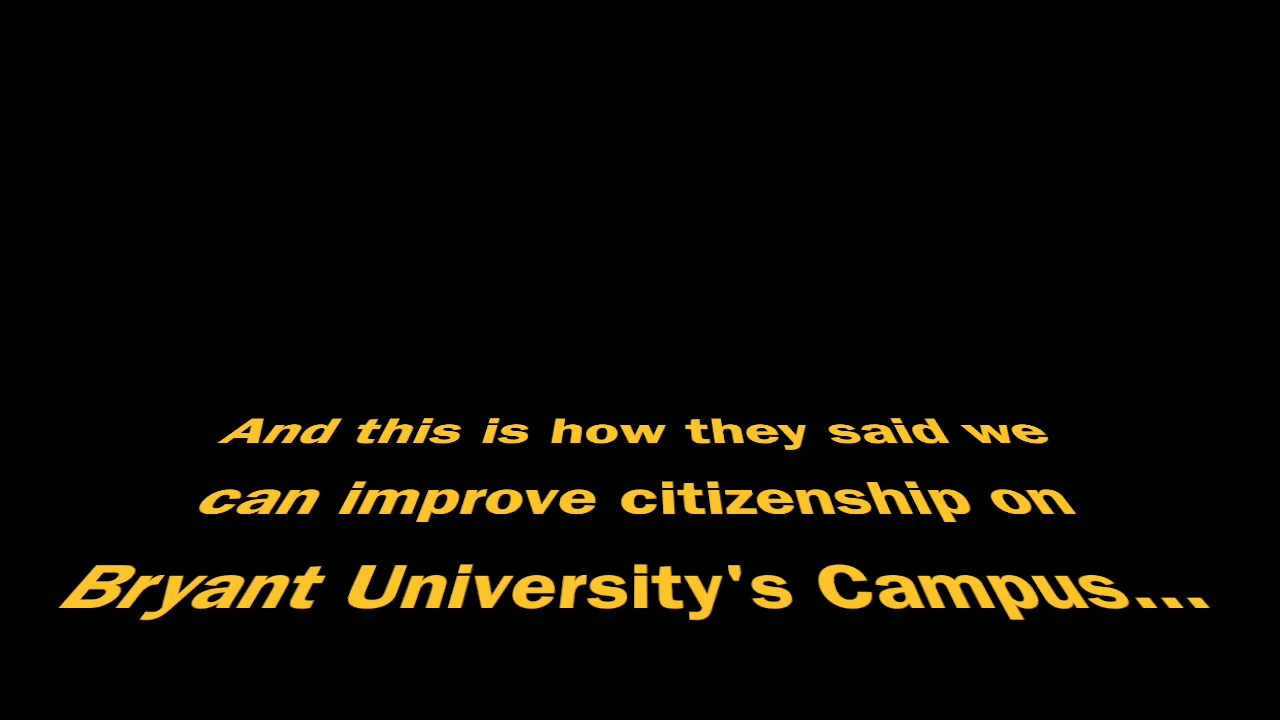 And this is how they said we
can improve citizenship on
Bryant University's Campus...